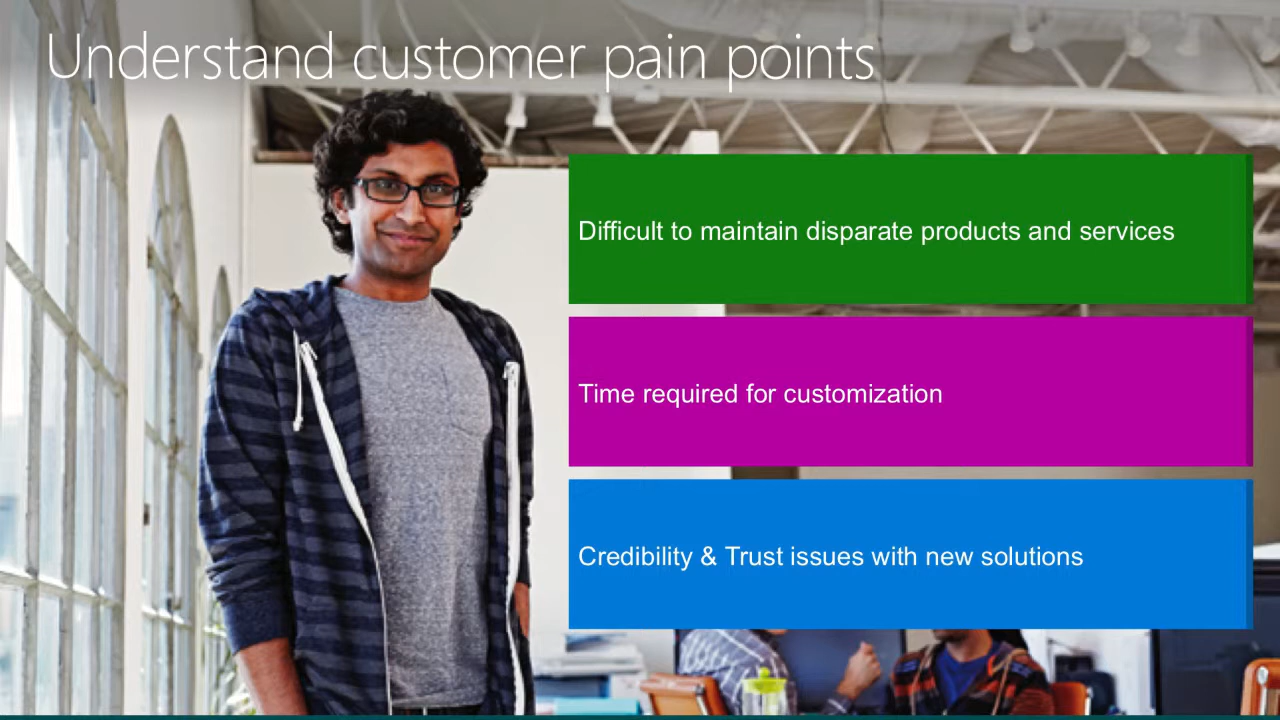 Understand customer pain points
Difficult to maintain disparate products and services
Time required for customization
Credibility & Trust issues with new solutions